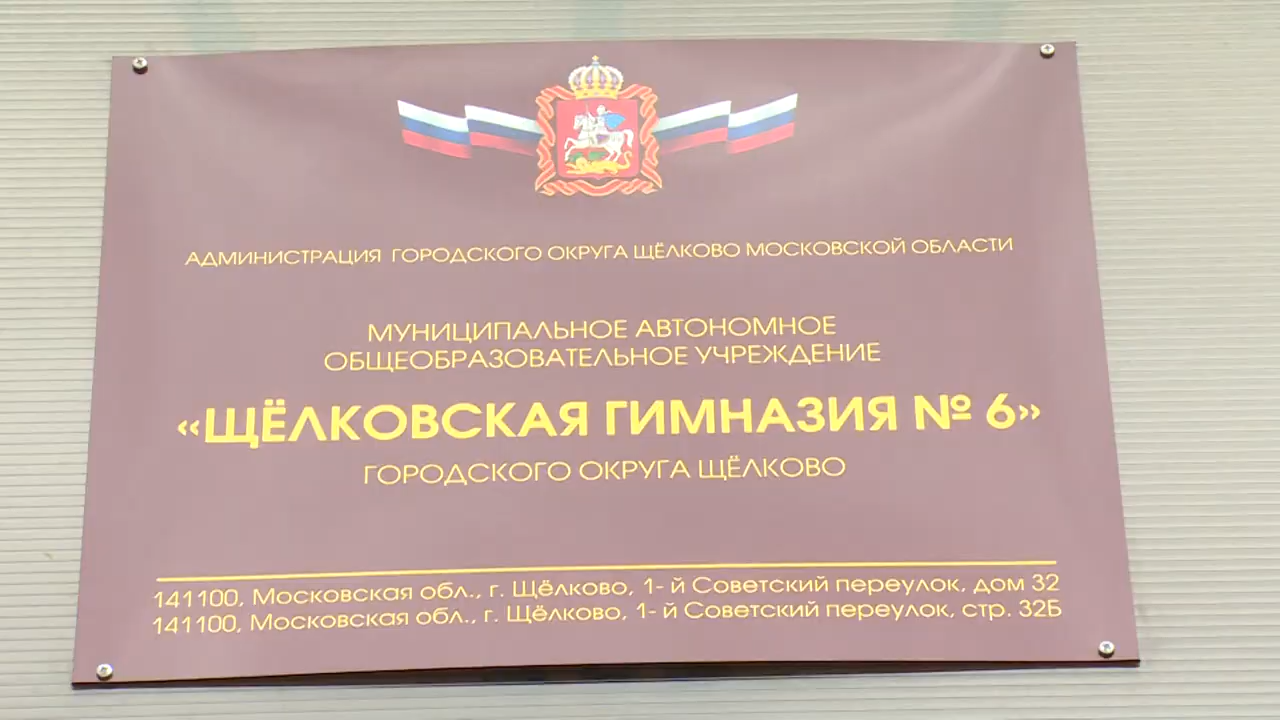 АДМИНИСТРАЦИЯ ГОРОДСКОГО ОКРУГА ЩЁЛКОВО МОСКОВСКОЙ ОБЛАСТИ
МУНИЦИПАЛЬНОЕ АВТОНОМНОЕ
ОБЩЕОБРАЗОВАТЕЛЬНОЕ УЧРЕЖДЕНИЕ
«ЩЁЛКОВСКАЯ ГИМНАЗИЯ № 6»
ГОРОДСКОГО ОКРУГА ЩЁЛКОВО
141100, Московская обл., г. Щёлково, 1- й Советский переулок, дом 32
141100, Московская обл., г. Щёлково, 1- й Советский переулок, стр. 32Б